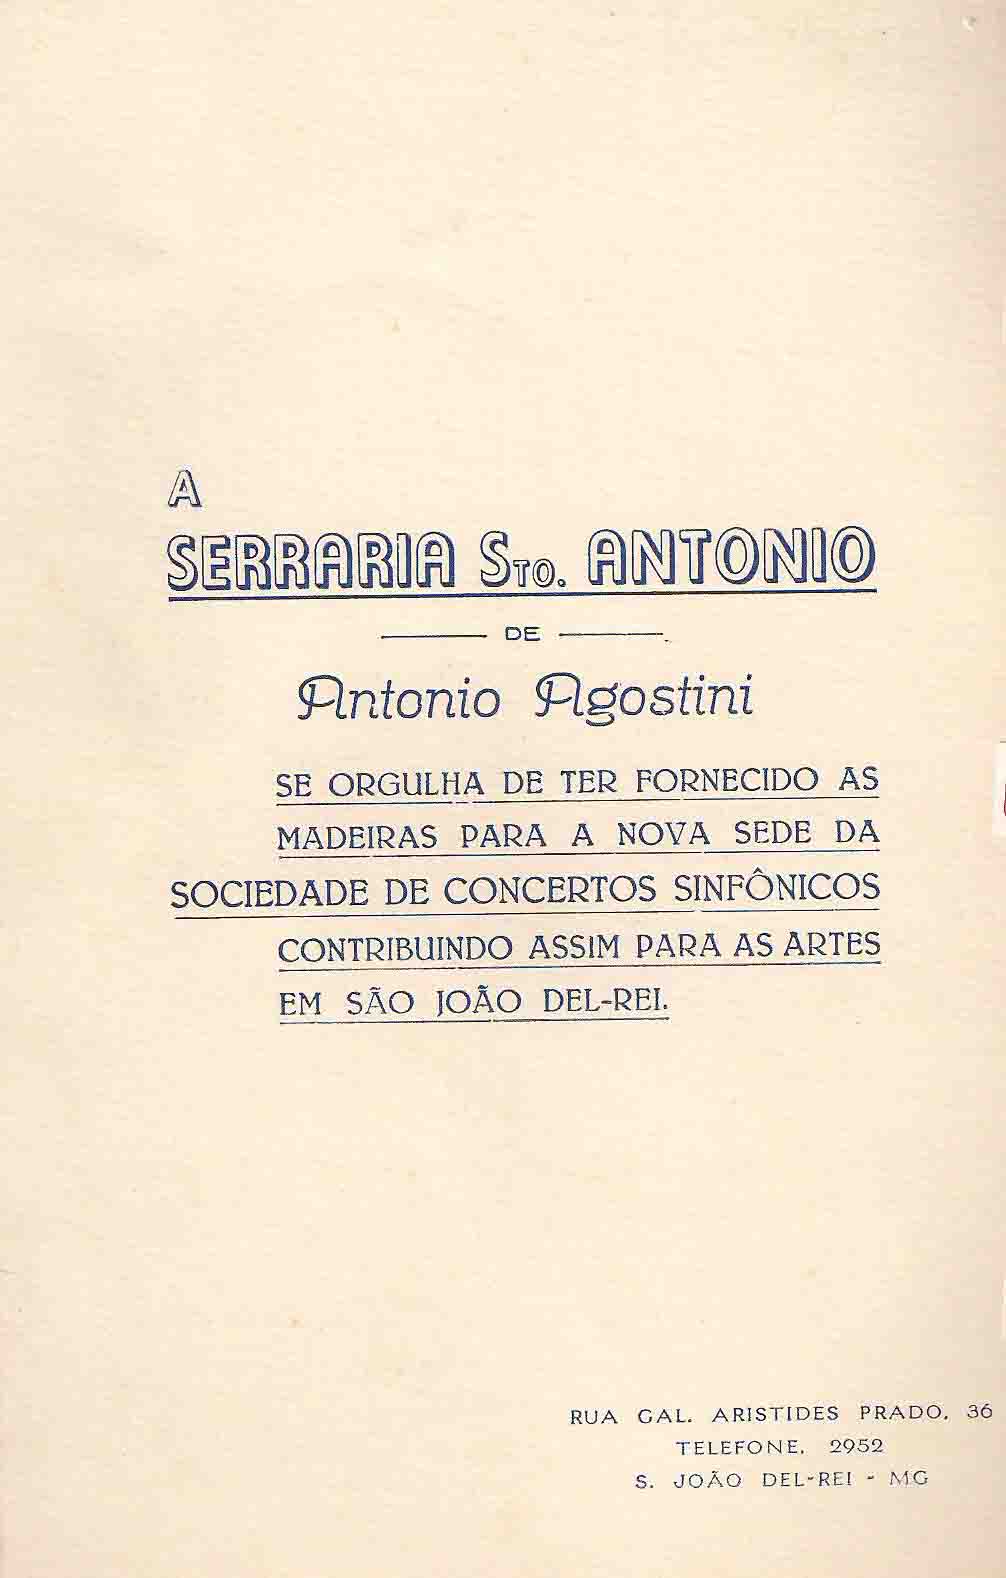 A
SERRARIA STO. ANTONIO
DE
Antonio Agostini
SE ORGULHA DE TER FORNECIDO AS
MADEIRAS PARA A NOVA SEDE DA
SOCIEDADE DE CONCERTOS SINFÔNICOS
CONTRIBUINDO ASSIM PARA AS ARTES
EM SÃO JOÃO DEL-REI.
RUA GAL. ARISTIDES PRADO, 36
TELEFONE, 2952
S. JOÃO DEL-REI - MG